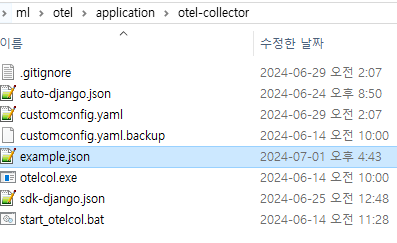 ml › otel › application › otel-collector
이름 수정한 날짜
.gitignore 2024-06-29 오전 2:07
auto-django.json 2024-06-24 오후 8:50
customconfig.yaml 2024-06-29 오전 2:07
customconfig.yaml.backup 2024-06-14 오전 10:00
example.json 2024-07-01 오후 4:43
otelcol.exe 2024-06-14 오전 10:00
sdk-django.json 2024-06-25 오전 12:48
start_otelcol.bat 2024-06-14 오전 11:28